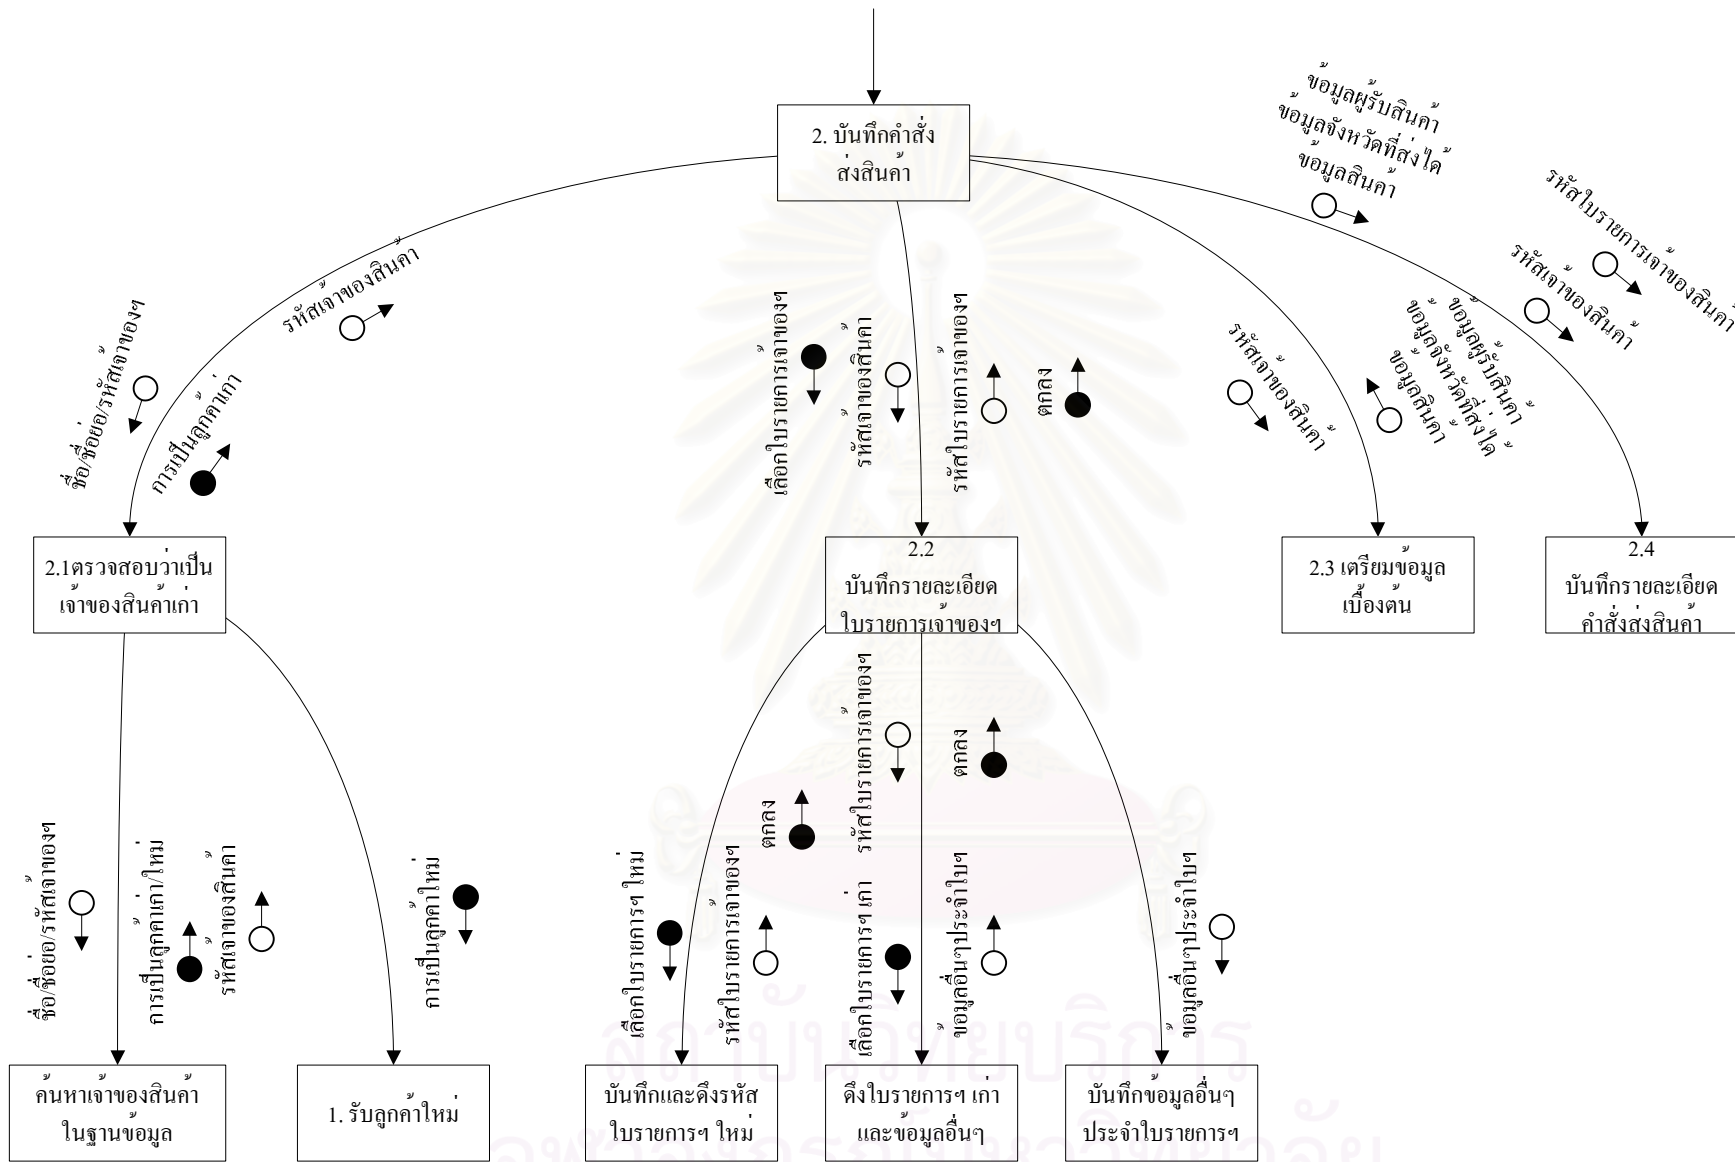 2. บันทึกคำสั่ง
ส่งสินค้า
ข้อมูลผู้รับสินค้า
ข้อมูลจังหวัดที่ส่งได้
ข้อมูลสินค้า
รหัสใบรายการเจ้าของสินค้า
รหัสเจ้าของสินค้า
รหัสเจ้าของสินค้า
ชื่อ/ชื่อย่อ/รหัสเจ้าของฯ
การเป็นลูกค้าเก่า
เลือกใบรายการเจ้าของฯ
รหัสเจ้าของสินค้า
รหัสใบรายการเจ้าของฯ
ตกลง
รหัสเจ้าของสินค้า
ข้อมูลผู้รับสินค้า
ข้อมูลจังหวัดที่ส่งได้
ข้อมูลสินค้า
2.1ตรวจสอบว่าเป็น
เจ้าของสินค้าเก่า
2.2
บันทึกรายละเอียด
ใบรายการเจ้าของฯ
2.3 เตรียมข้อมูล
เบื้องต้น
2.4
บันทึกรายละเอียด
คำสั่งส่งสินค้า
ชื่อ/ชื่อย่อ/รหัสเจ้าของฯ
การเป็นลูกค้าเก่า/ใหม่
รหัสเจ้าของสินค้า
การเป็นลูกค้าใหม่
เลือกใบรายการฯ ใหม่
รหัสใบรายการเจ้าของฯ
ตกลง
รหัสใบรายการเจ้าของฯ
ตกลง
เลือกใบรายการฯ เก่า
ข้อมูลอื่นๆประจำใบฯ
ข้อมูลอื่นๆประจำใบฯ
ค้นหาเจ้าของสินค้า
ในฐานข้อมูล
1. รับลูกค้าใหม่
บันทึกและดึงรหัส
ใบรายการฯ ใหม่
ดึงใบรายการฯ เก่า
และข้อมูลอื่นๆ
บันทึกข้อมูลอื่นๆ
ประจำใบรายการฯ
สถาบันวิทยบริการ
จุฬาลงกรณ์มหาวิทยาลัย